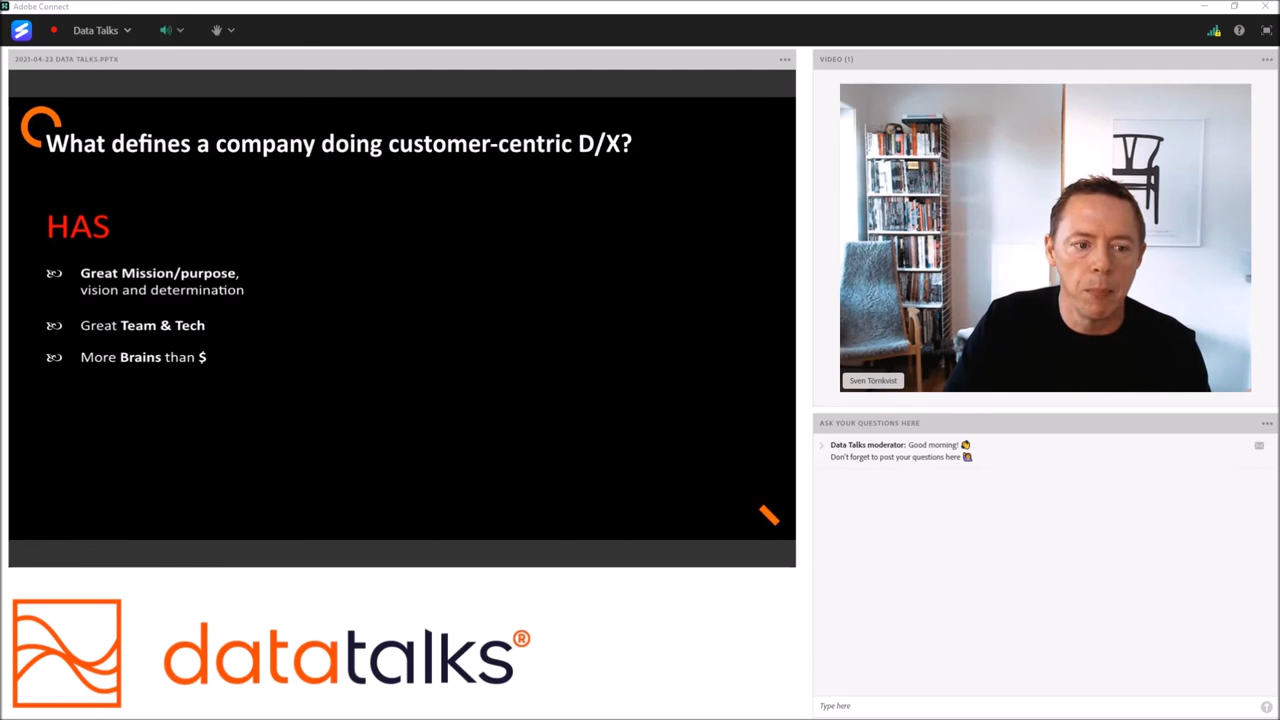 Adobe Connect
Data Talks
2021-04-23 DATA TALKS.PPTX
What defines a company doing customer-centric D/X?
HAS
Great Mission/purpose,
vision and determination
Great Team & Tech
More Brains than $
datatalks®
VIDEO (1)
Sven Törnkvist
ASK YOUR QUESTIONS HERE
Data Talks moderator: Good morning! 🙋
Don't forget to post your questions here 🙋
Type here